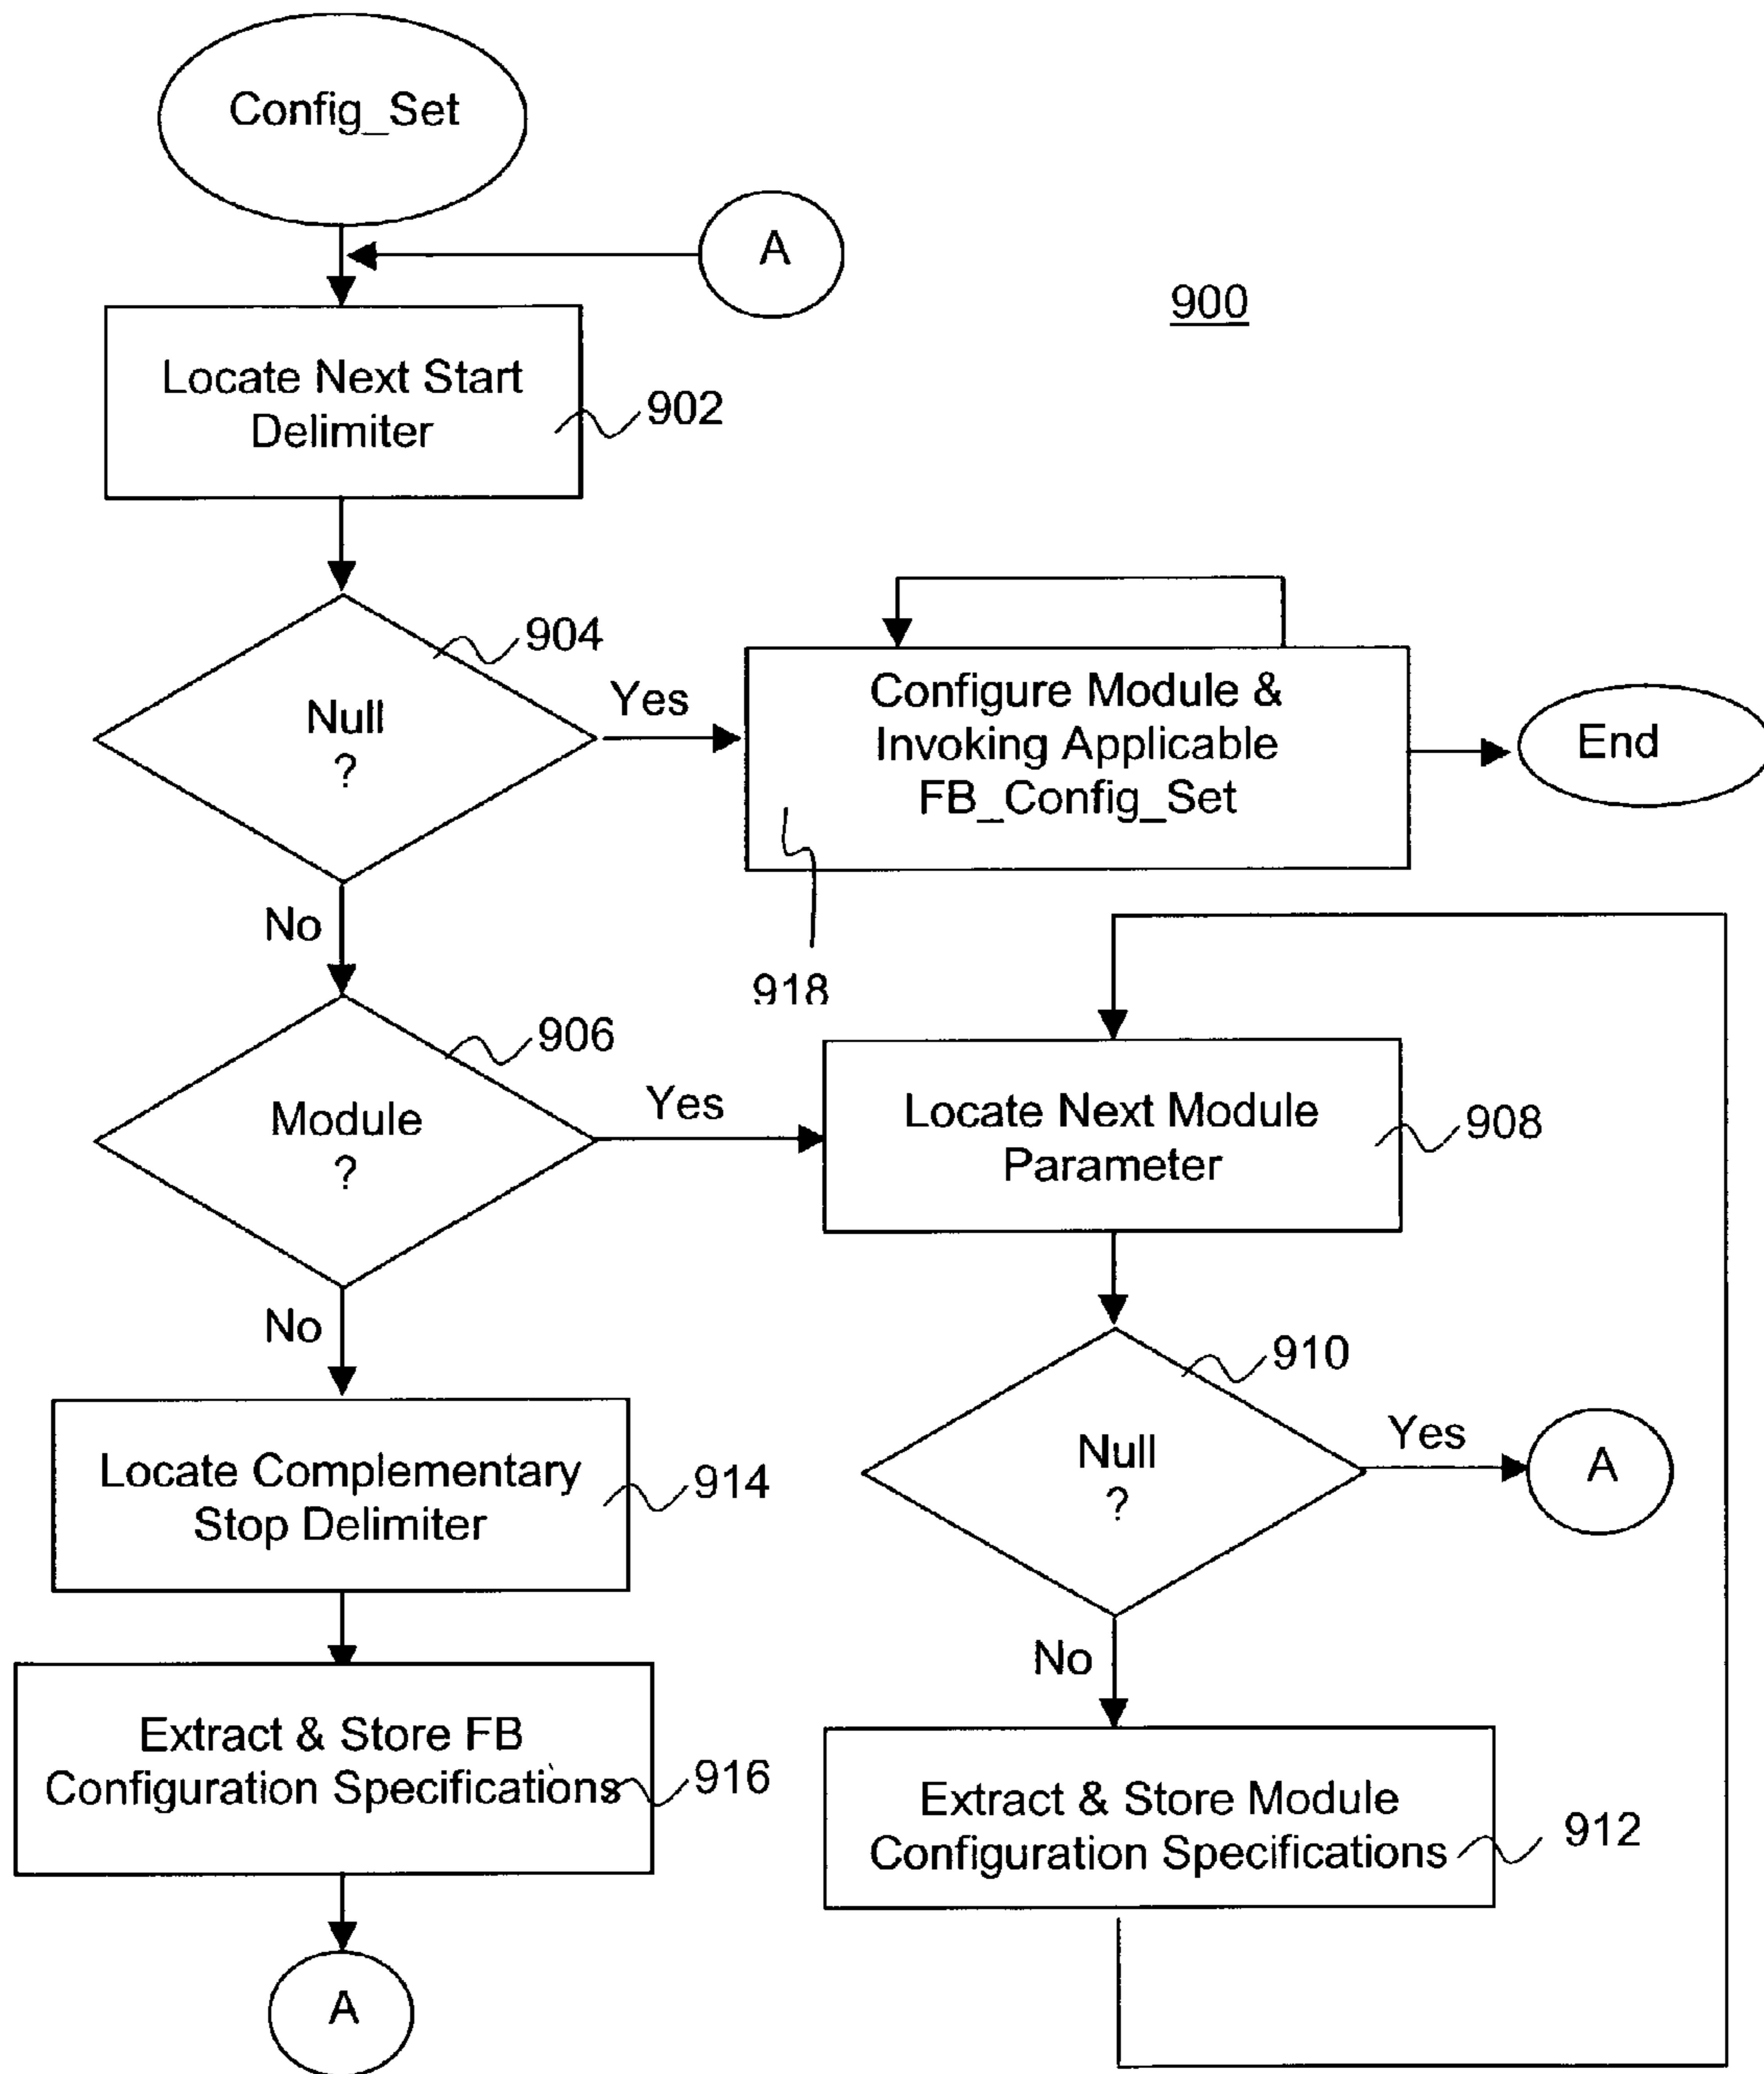 Config_Set
A
900
Locate Next Start
Delimiter
902
904
Null
?
Yes
Configure Module &
Invoking Applicable
FB_Config_Set
End
No
918
906
Module
?
Yes
Locate Next Module
Parameter
908
No
910
Null
?
Yes
A
Locate Complementary
Stop Delimiter
914
No
Extract & Store FB
Configuration Specifications
916
Extract & Store Module
Configuration Specifications
912
A